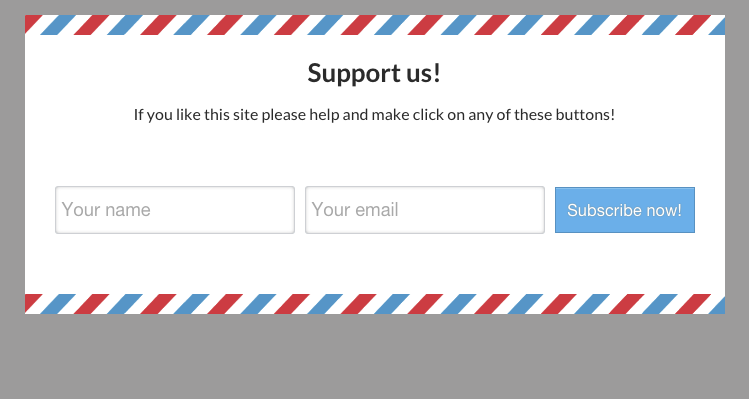 Support us!
If you like this site please help and make click on any of these buttons!
Your name
Your email
Subscribe now!